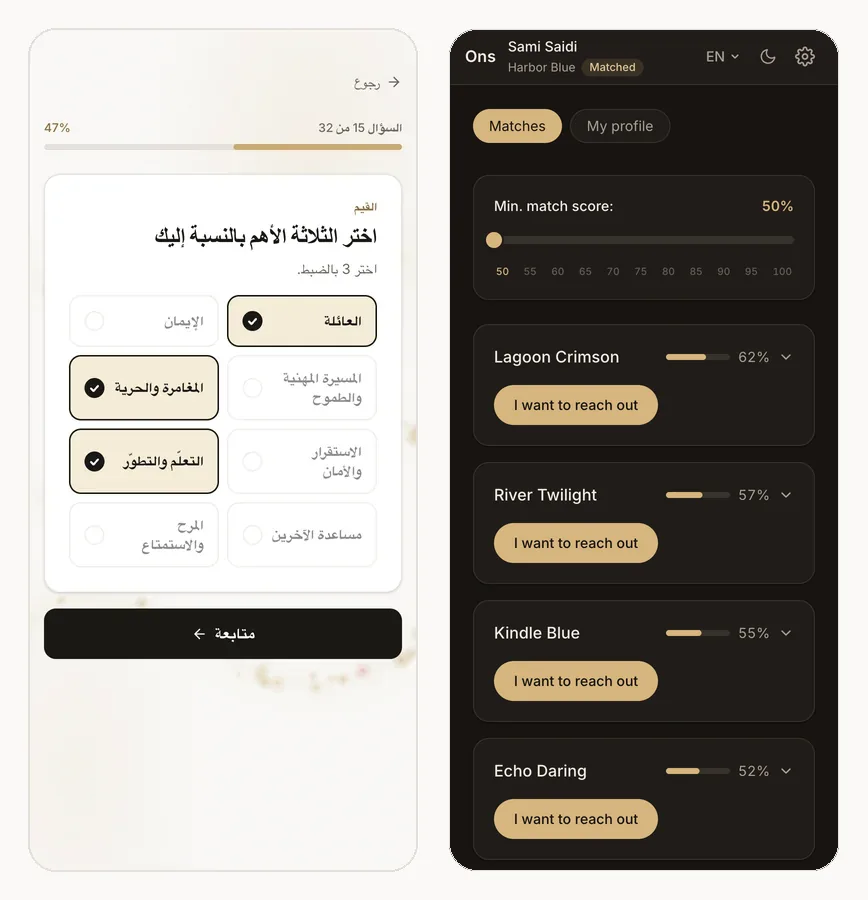 رجوع
السؤال 15 من 32
47%
القيم
اختر الثلاثة الأهم بالنسبة إليك
اختر 3 بالضبط.
العائلة
الإيمان
المسيرة المهنية
والطموح
المغامرة والحرية
الاستقرار
والأمان
التعلّم والتطوّر
مساعدة الآخرين
المرح
والاستمتاع
متابعة
Ons
Sami Saidi
Harbor Blue Matched
EN
Matches
My profile
Min. match score: 50%
50 55 60 65 70 75 80 85 90 95 100
Lagoon Crimson 62%
I want to reach out
River Twilight 57%
I want to reach out
Kindle Blue 55%
I want to reach out
Echo Daring 52%
I want to reach out